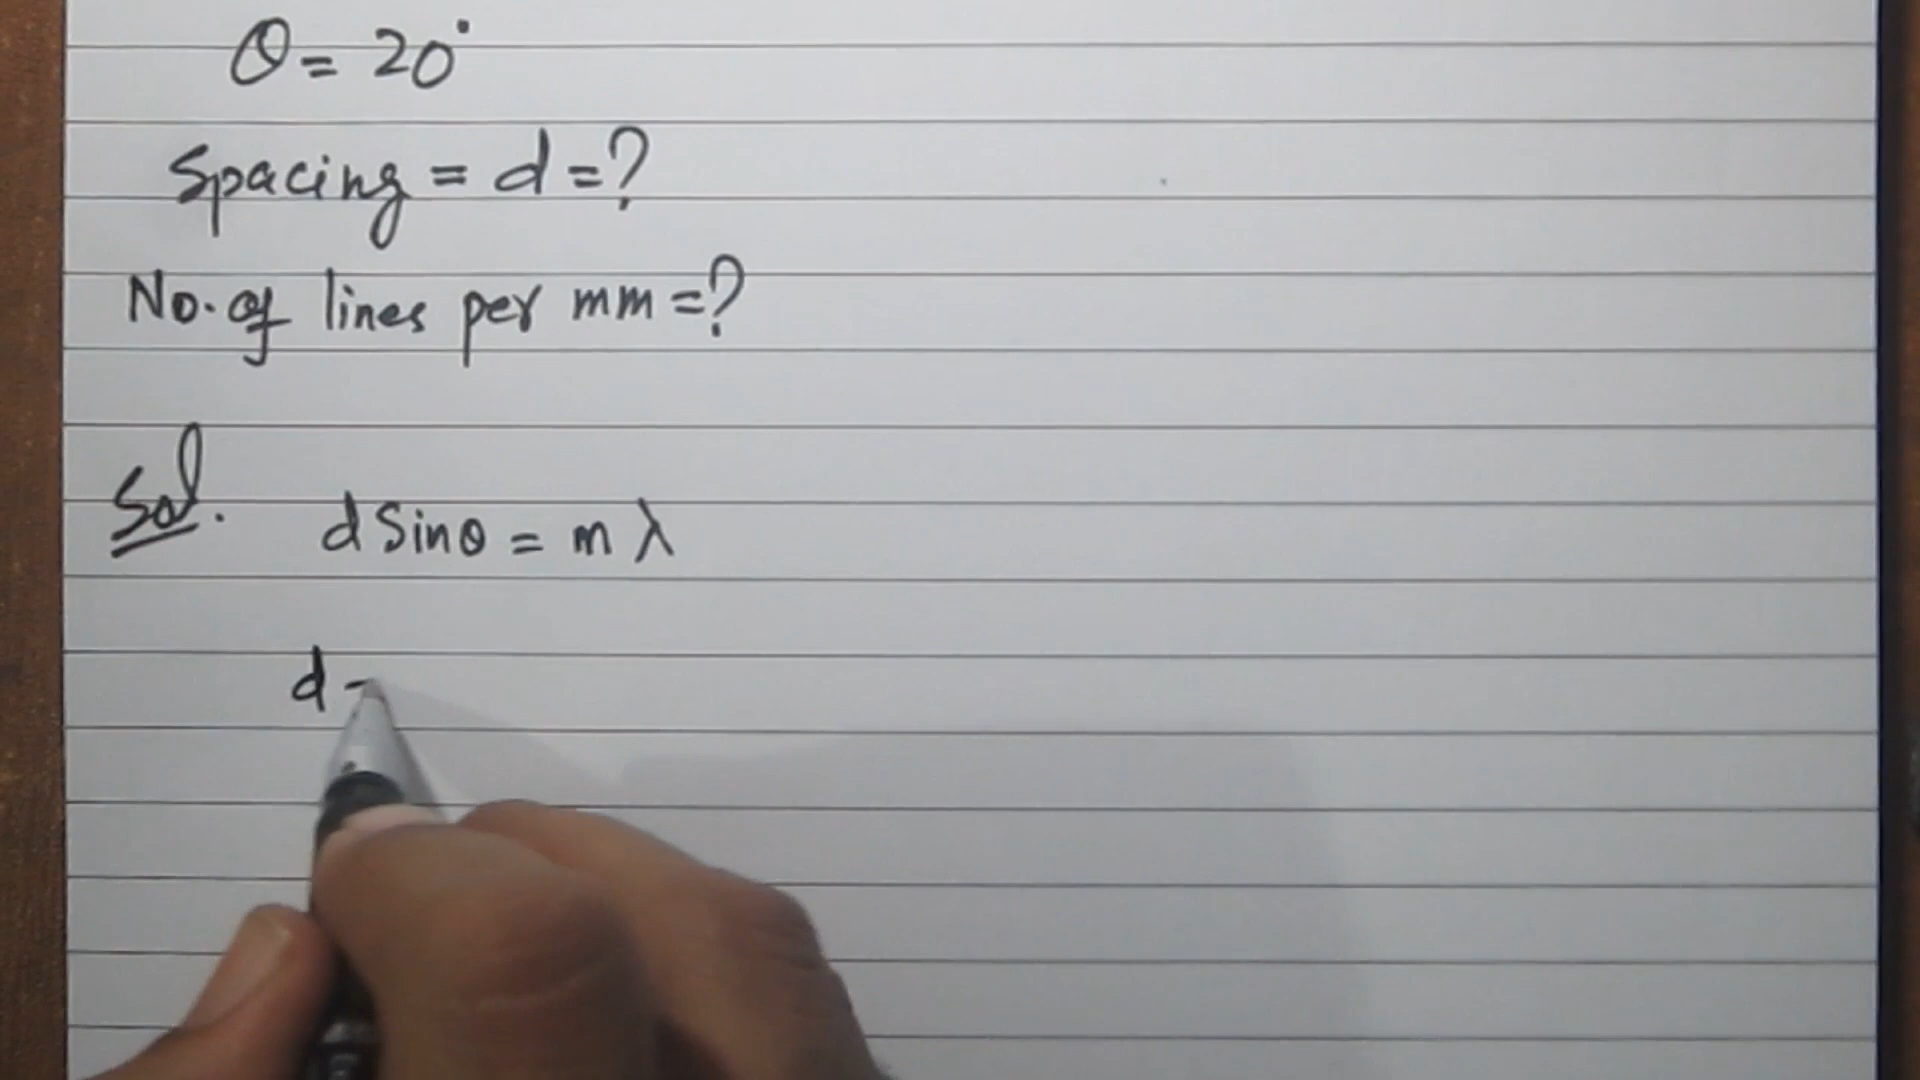 θ = 20°
Spacing = d = ?
No. of lines per mm = ?
Sol. d Sinθ = m λ
d -